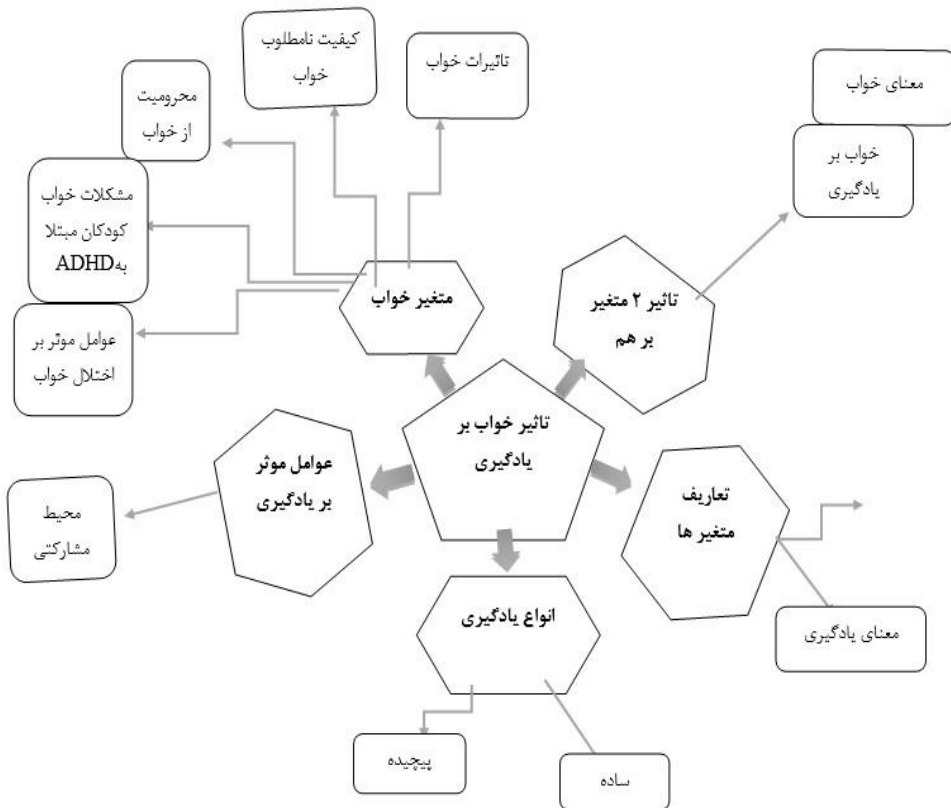 کیفیت نامطلوب
خواب
تاثیرات خواب
معنای خواب
محرومیت
از خواب
خواب بر
یادگیری
مشکلات خواب
کودکان مبتلا
بهADHD
متغیر خواب
تاثیر ۲ متغیر
بر هم
عوامل موثر بر
اختلال خواب
تاثیر خواب بر
یادگیری
عوامل موثر
بر یادگیری
تعاریف
متغیر ها
محیط
مشارکتی
انواع یادگیری
معنای یادگیری
پیچیده
ساده